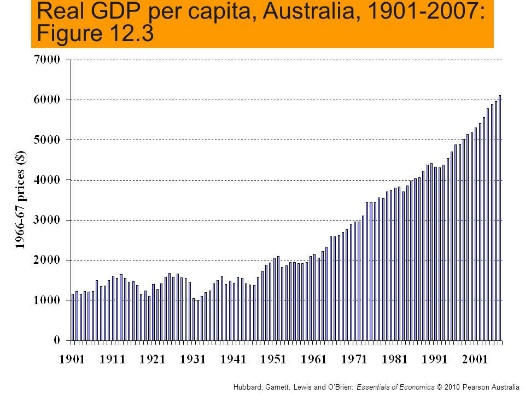 Real GDP per capita, Australia, 1901-2007:
Figure 12.3
7000
6000
5000
4000
3000
2000
1000
0
1966-67 prices ($)
1901 1911 1921 1931 1941 1951 1961 1971 1981 1991 2001
Hubbard, Garnett, Lewis and O'Brien: Essentials of Economics © 2010 Pearson Australia